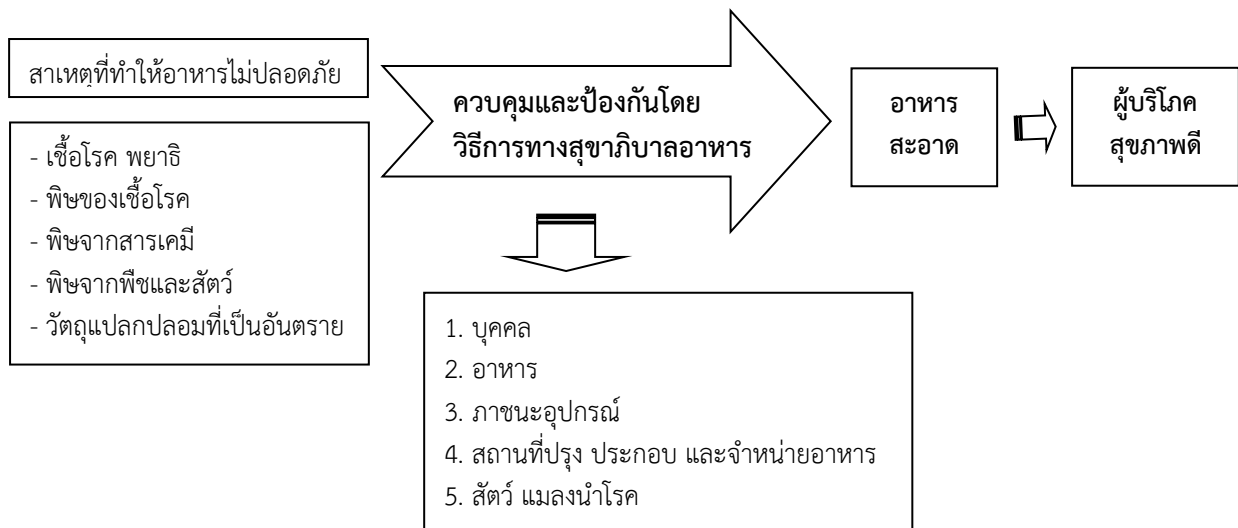 สาเหตุที่ทำให้อาหารไม่ปลอดภัย
- เชื้อโรค พยาธิ
- พิษของเชื้อโรค
- พิษจากสารเคมี
- พิษจากพืชและสัตว์
- วัตถุแปลกปลอมที่เป็นอันตราย
ควบคุมและป้องกันโดย
วิธีการทางสุขาภิบาลอาหาร
อาหาร
สะอาด
ผู้บริโภค
สุขภาพดี
1. บุคคล
2. อาหาร
3. ภาชนะอุปกรณ์
4. สถานที่ปรุง ประกอบ และจำหน่ายอาหาร
5. สัตว์ แมลงนำโรค